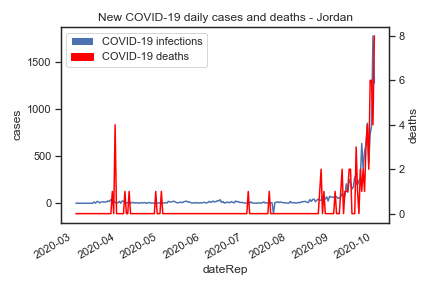 New COVID-19 daily cases and deaths - Jordan
COVID-19 infections
COVID-19 deaths
1500
1000
500
0
cases
8
6
4
2
0
deaths
2020-03
2020-04
2020-05
2020-06
2020-07
2020-08
2020-09
2020-10
dateRep